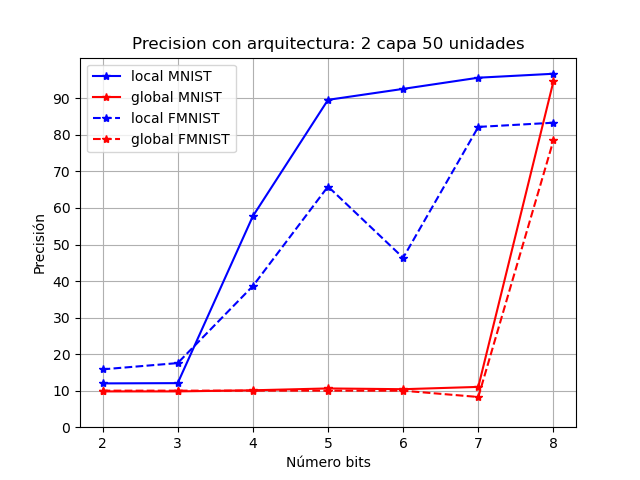 Precision con arquitectura: 2 capa 50 unidades
local MNIST
global MNIST
local FMNIST
global FMNIST
Precisión
90
80
70
60
50
40
30
20
10
0
2 3 4 5 6 7 8
Número bits